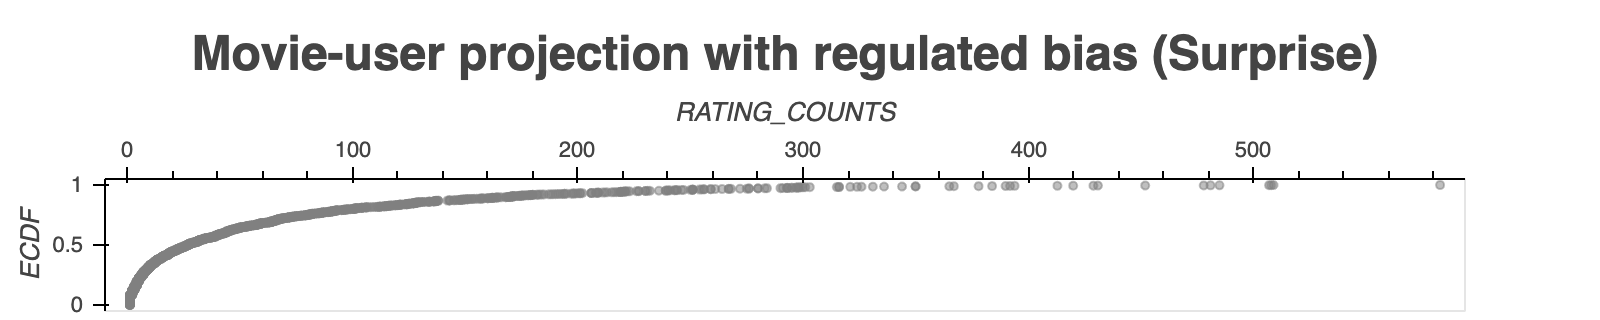 Movie-user projection with regulated bias (Surprise)
RATING_COUNTS
0 100 200 300 400 500
1
0.5
0
ECDF